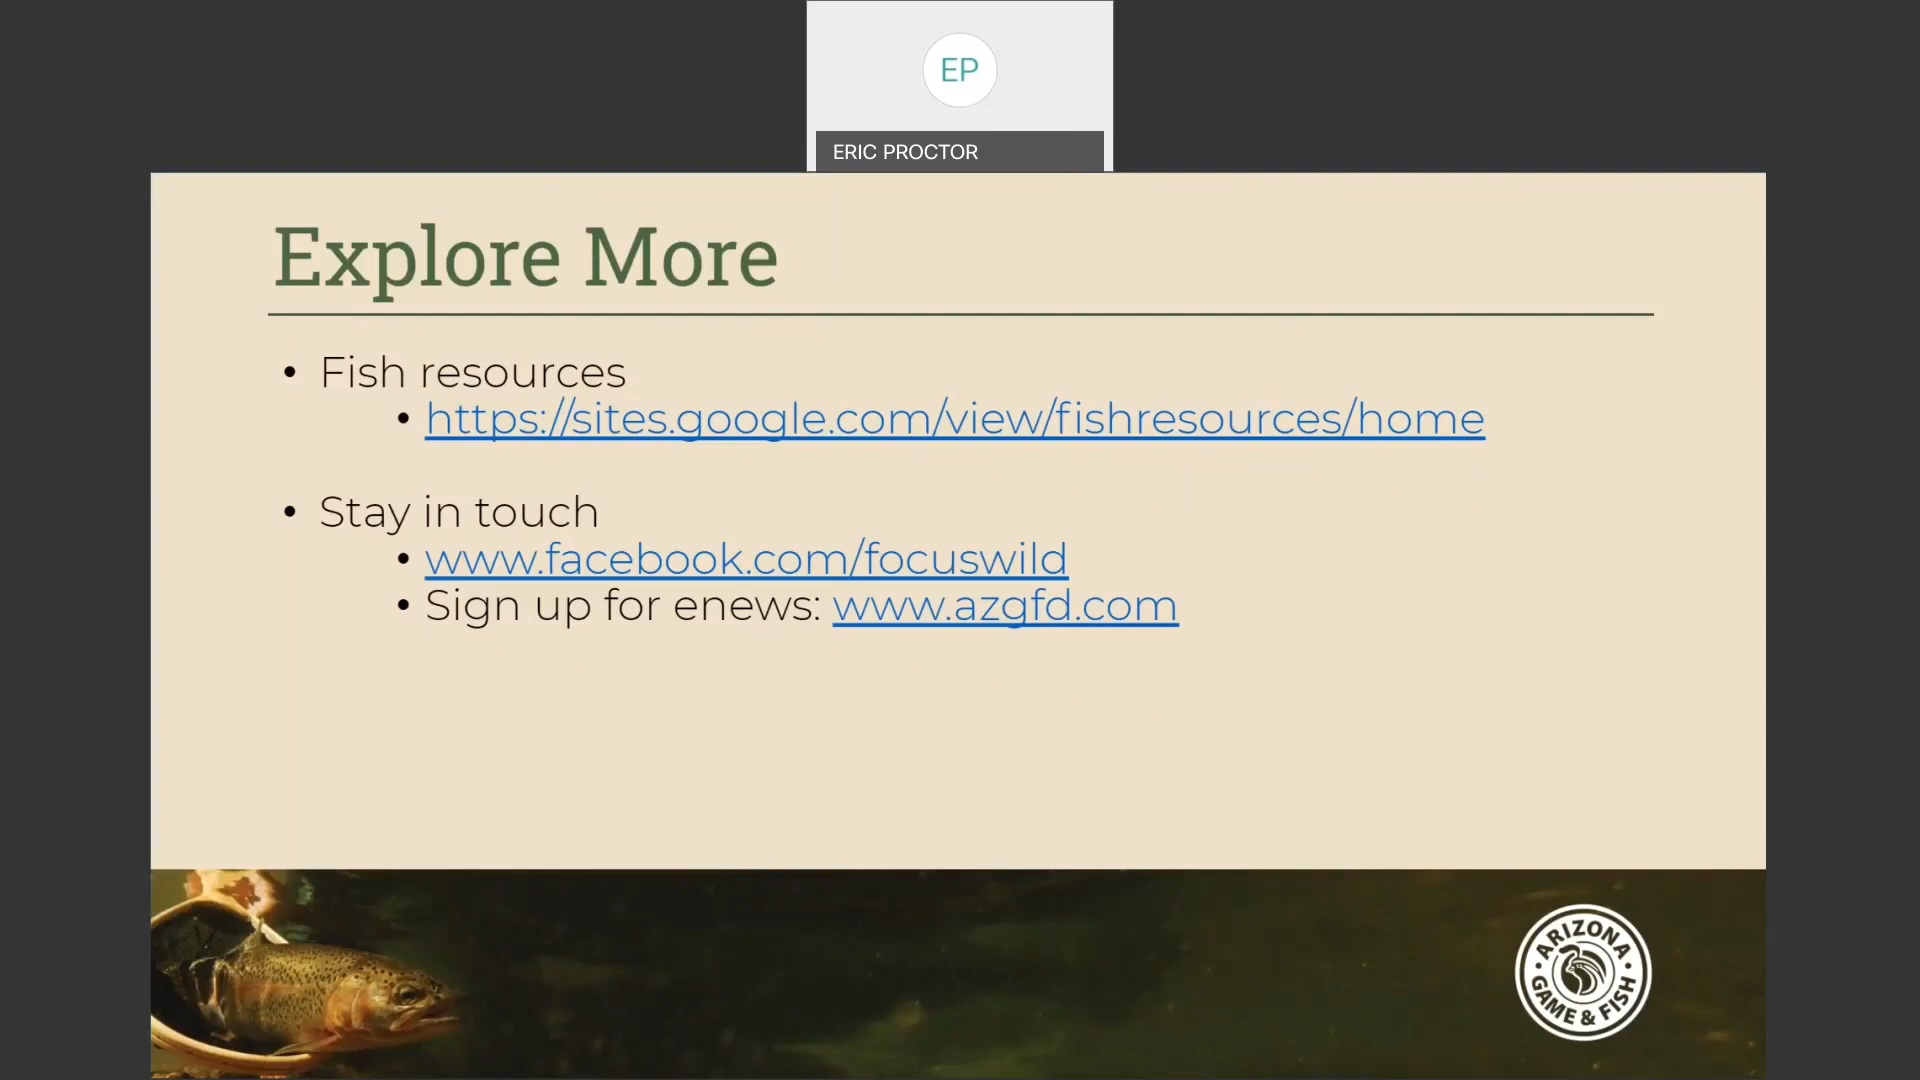 EP
ERIC PROCTOR
Explore More
• Fish resources
• https://sites.google.com/view/fishresources/home
• Stay in touch
• www.facebook.com/focuswild
• Sign up for enews: www.azgfd.com
ARIZONA
GAME & FISH